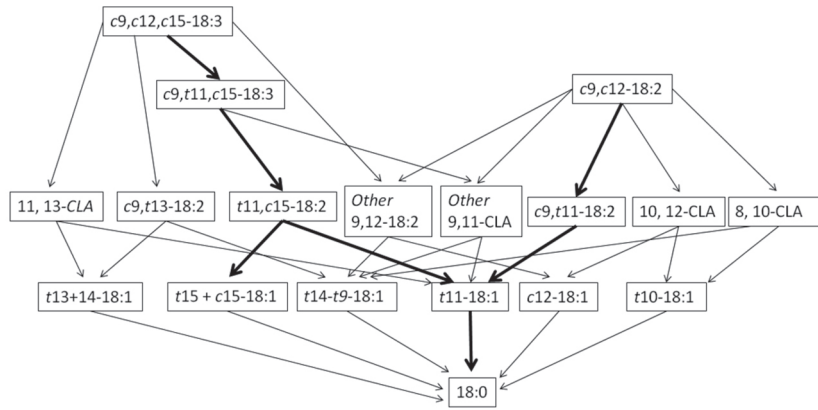 c9,c12,c15-18:3
c9,t11,c15-18:3
c9,c12-18:2
11, 13-CLA
c9,t13-18:2
t11,c15-18:2
Other
9,12-18:2
Other
9,11-CLA
c9,t11-18:2
10, 12-CLA
8, 10-CLA
t13+14-18:1
t15 + c15-18:1
t14-t9-18:1
t11-18:1
c12-18:1
t10-18:1
18:0